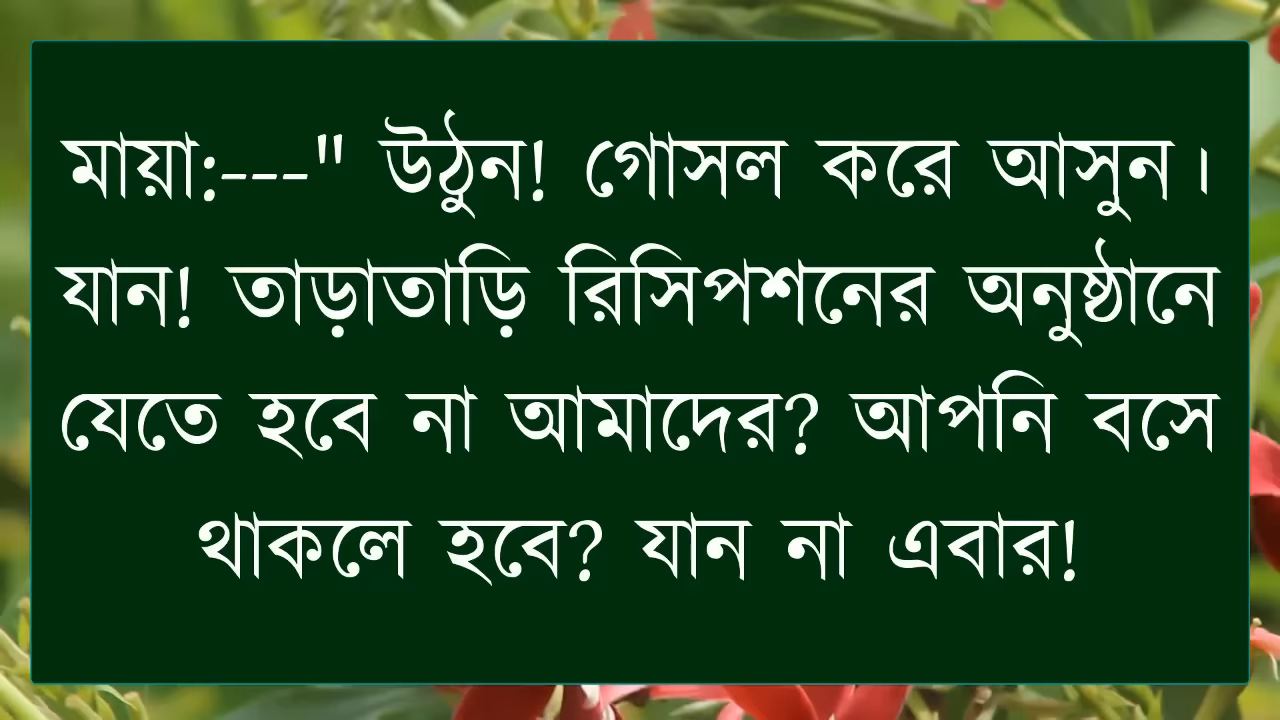 মায়া:---" উঠুন! গোসল করে আসুন।
যান! তাড়াতাড়ি রিসিপশনের অনুষ্ঠানে
যেতে হবে না আমাদের? আপনি বসে
থাকলে হবে? যান না এবার!